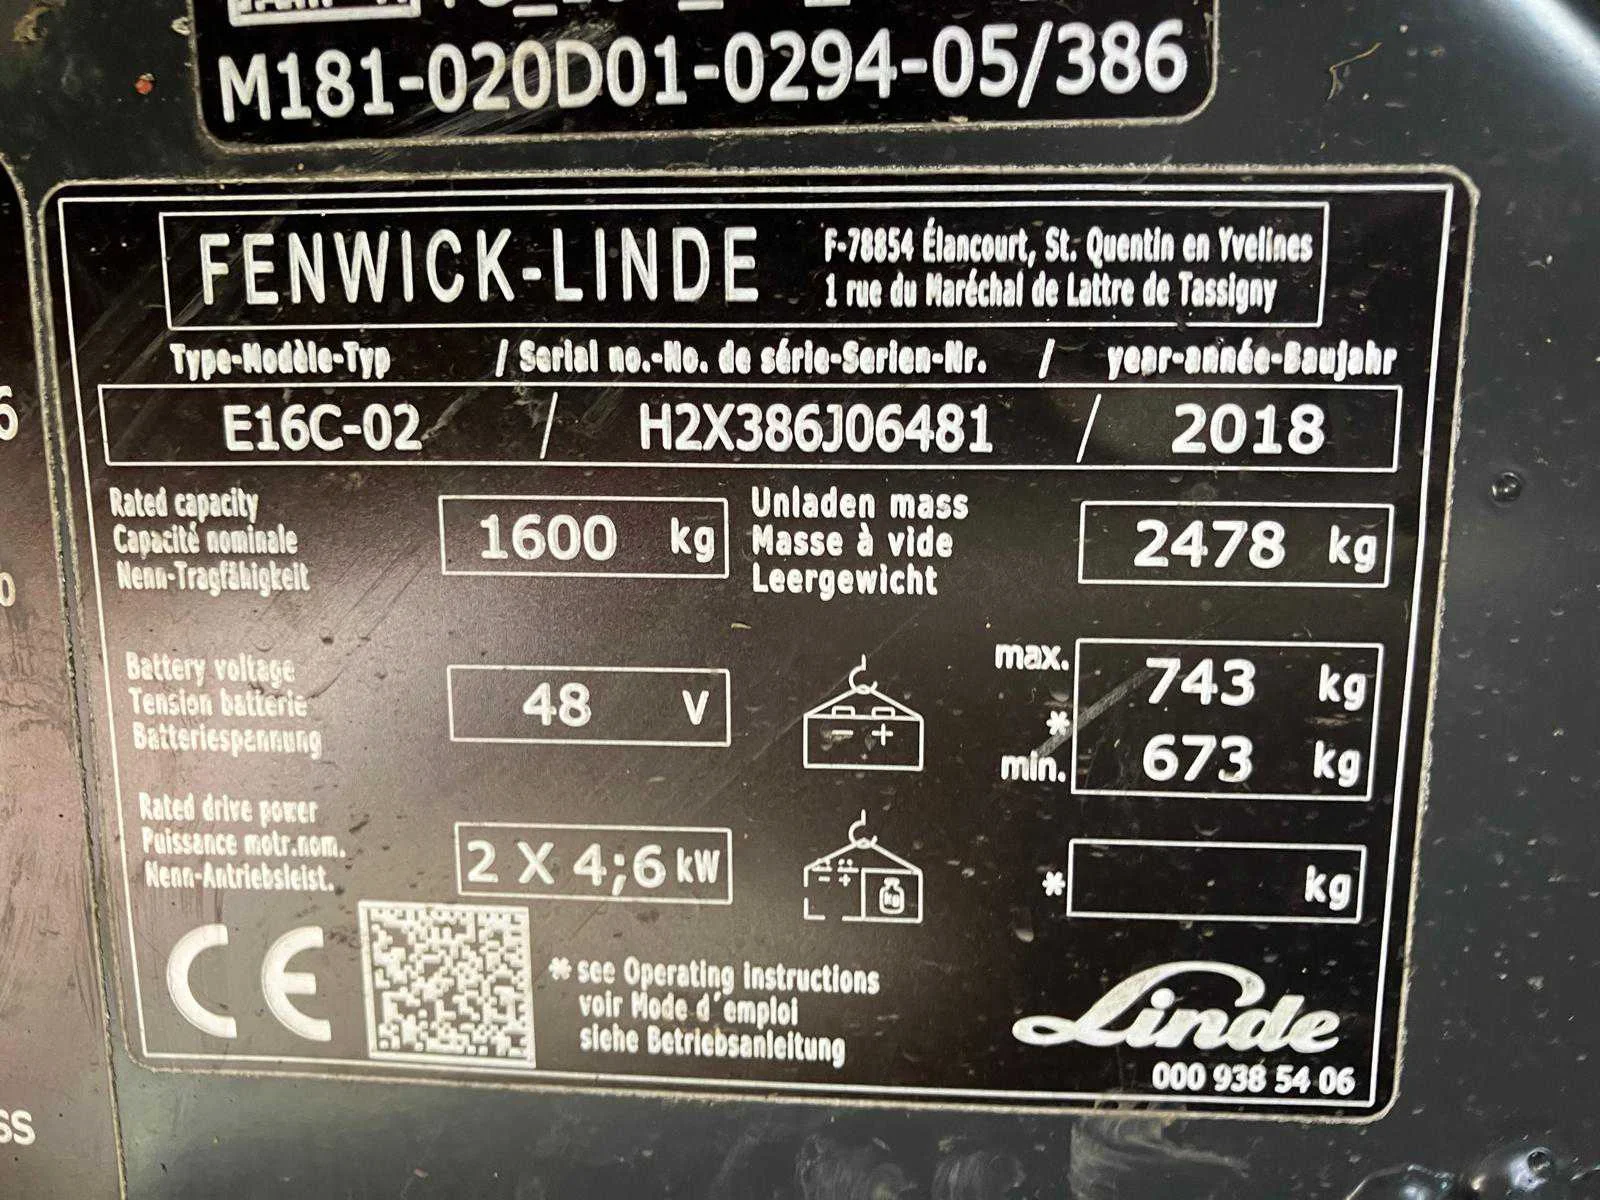 M181-020D01-0294-05/386
FENWICK-LINDE
F-78854 Élancourt, St. Quentin en Yvelines
1 rue du Maréchal de Lattre de Tassigny
Type-Modèle-Typ / Serial no.-No. de série-Serien-Nr. / year-année-Baujahr
E16C-02 / H2X386J06481 / 2018
Rated capacity
Capacité nominale
Nenn-Tragfähigkeit
1600 kg
Unladen mass
Masse à vide
Leergewicht
2478 kg
Battery voltage
Tension batterie
Batteriespannung
48 V
- +
max.
*
min.
743 kg
673 kg
Rated drive power
Puissance motr.nom.
Nenn-Antriebsleist.
2 X 4;6 kW
- +
kg
* kg
CE
* see Operating instructions
voir Mode d'emploi
siehe Betriebsanleitung
Linde
000 938 54 06
6
0
SS